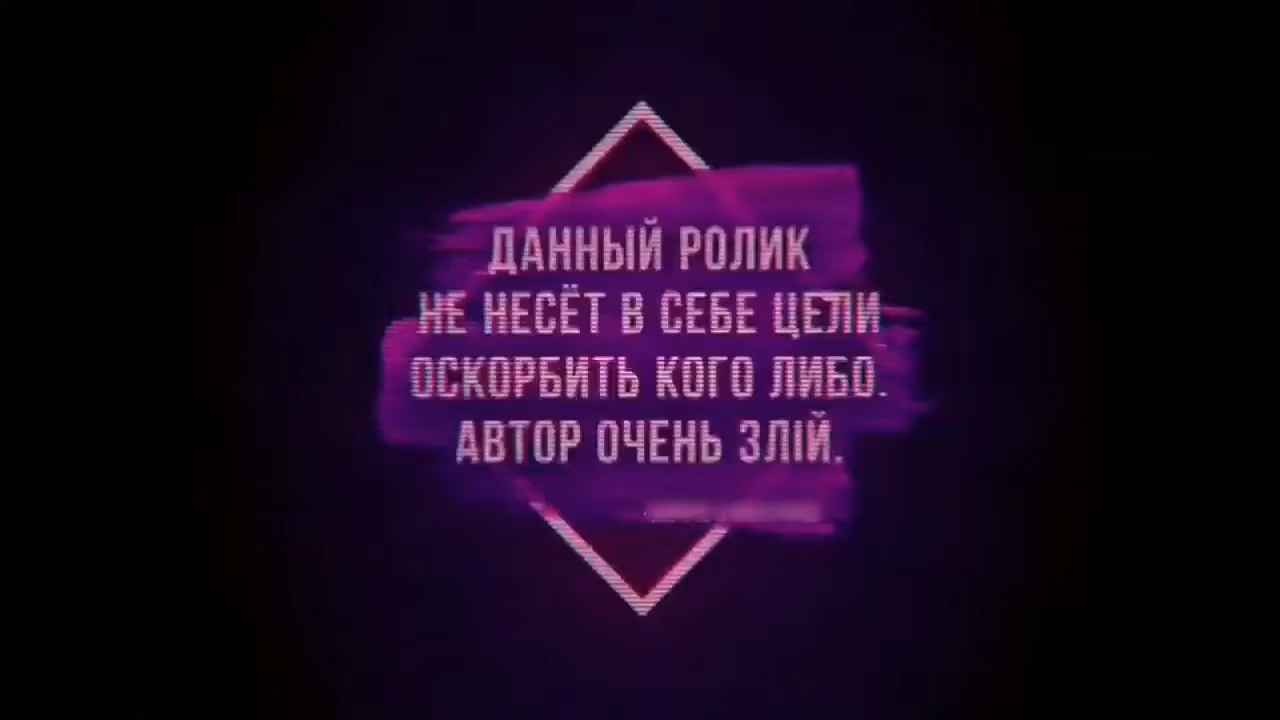 ДАННЫЙ РОЛИК
НЕ НЕСЁТ В СЕБЕ ЦЕЛИ
ОСКОРБИТЬ КОГО ЛИБО.
АВТОР ОЧЕНЬ ЗЛІЙ.